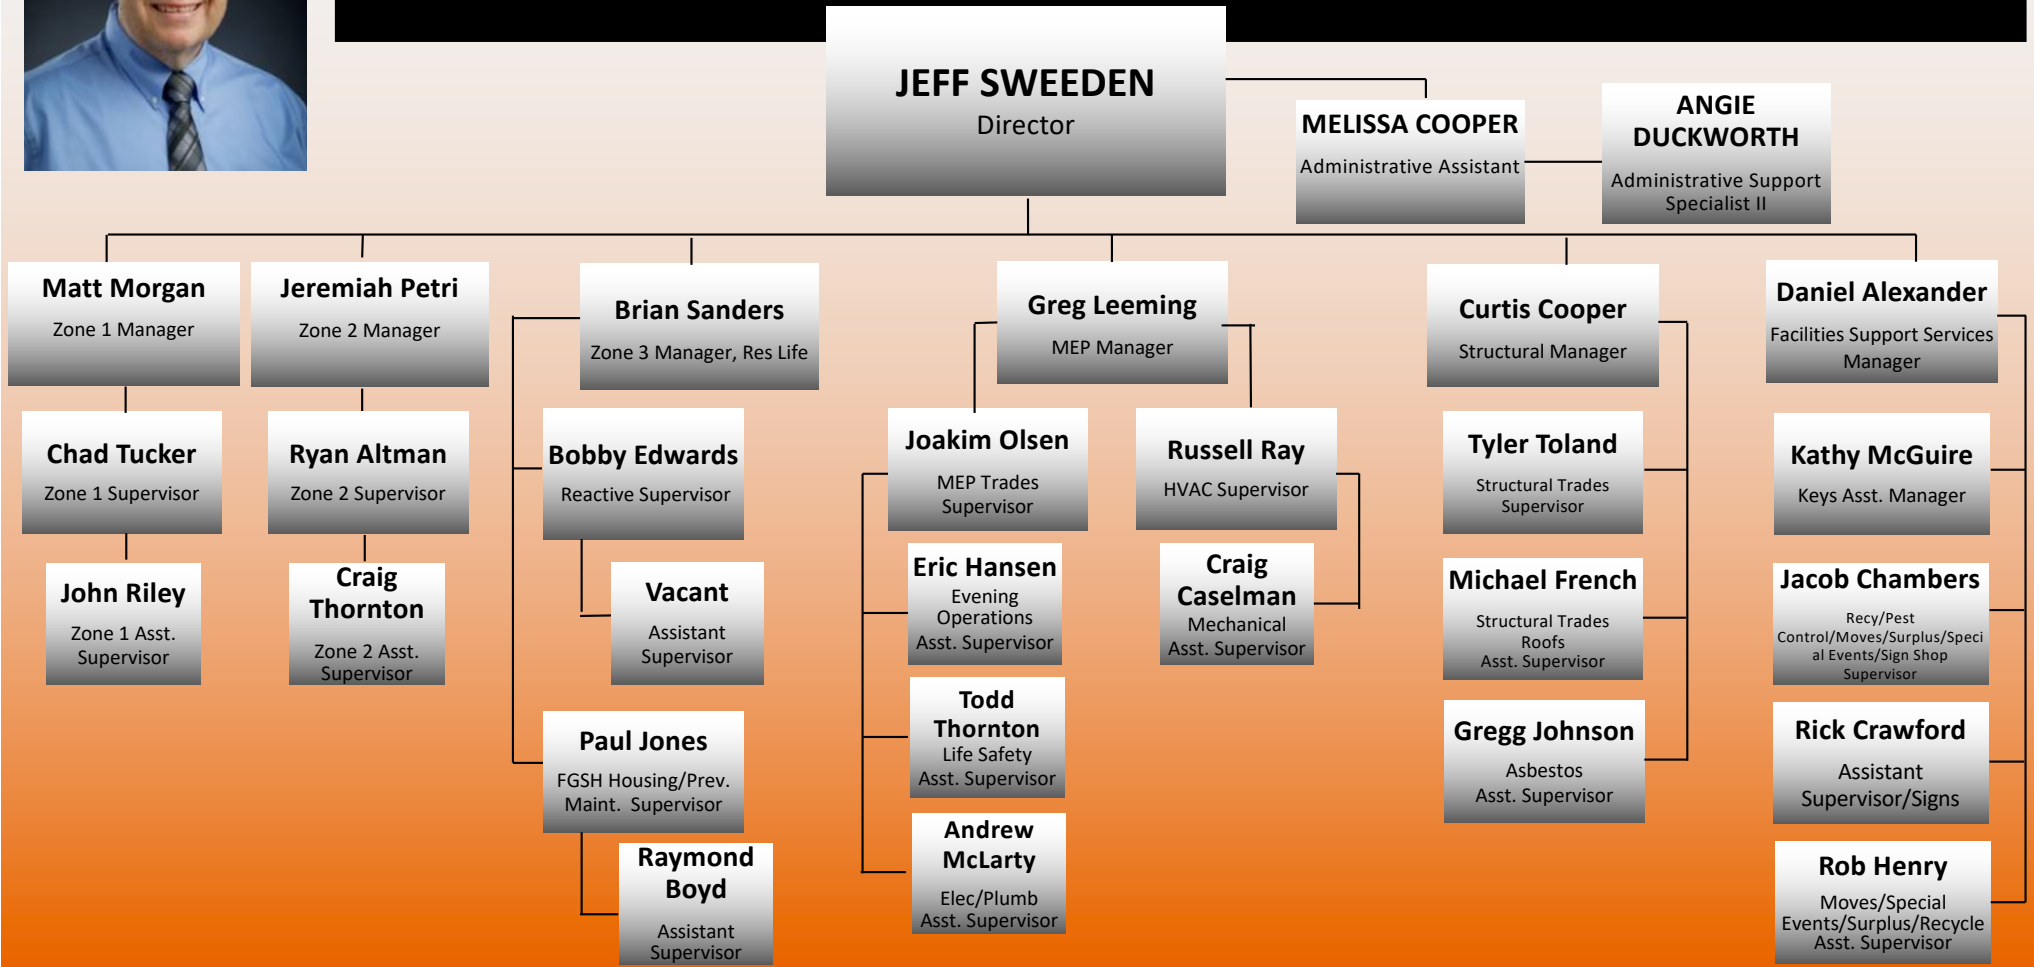 JEFF SWEEDEN
Director
MELISSA COOPER
Administrative Assistant
ANGIE
DUCKWORTH
Administrative Support
Specialist II
Matt Morgan
Zone 1 Manager
Jeremiah Petri
Zone 2 Manager
Brian Sanders
Zone 3 Manager, Res Life
Greg Leeming
MEP Manager
Curtis Cooper
Structural Manager
Daniel Alexander
Facilities Support Services
Manager
Chad Tucker
Zone 1 Supervisor
Ryan Altman
Zone 2 Supervisor
Bobby Edwards
Reactive Supervisor
Joakim Olsen
MEP Trades
Supervisor
Russell Ray
HVAC Supervisor
Tyler Toland
Structural Trades
Supervisor
Kathy McGuire
Keys Asst. Manager
John Riley
Zone 1 Asst.
Supervisor
Craig
Thornton
Zone 2 Asst.
Supervisor
Vacant
Assistant
Supervisor
Eric Hansen
Evening
Operations
Asst. Supervisor
Craig
Caselman
Mechanical
Asst. Supervisor
Michael French
Structural Trades
Roofs
Asst. Supervisor
Jacob Chambers
Recy/Pest
Control/Moves/Surplus/Speci
al Events/Sign Shop
Supervisor
Paul Jones
FGSH Housing/Prev.
Maint. Supervisor
Todd
Thornton
Life Safety
Asst. Supervisor
Gregg Johnson
Asbestos
Asst. Supervisor
Rick Crawford
Assistant
Supervisor/Signs
Raymond
Boyd
Assistant
Supervisor
Andrew
McLarty
Elec/Plumb
Asst. Supervisor
Rob Henry
Moves/Special
Events/Surplus/Recycle
Asst. Supervisor